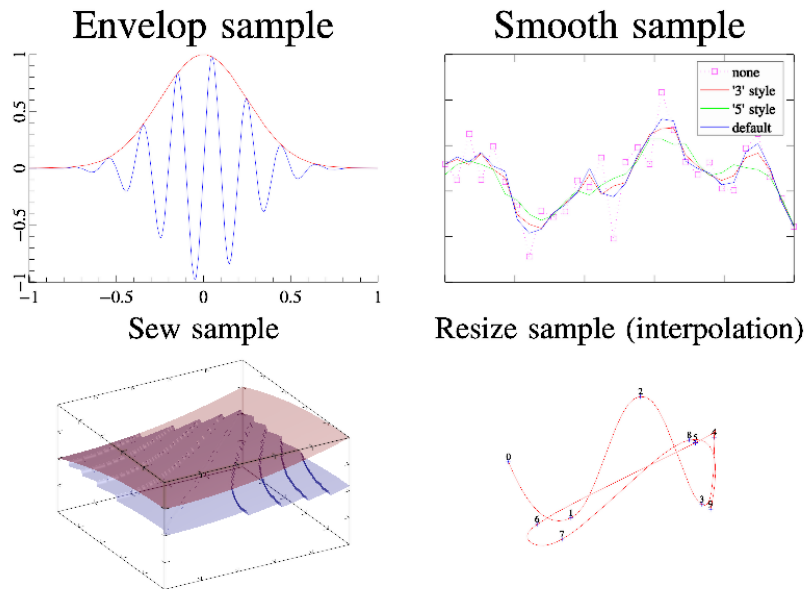 Envelop sample
Smooth sample
1
0.5
0
−0.5
−1
−1
−0.5
0
0.5
1
none
'3' style
'5' style
default
Sew sample
Resize sample (interpolation)
0
1
2
3
4
5
6
7
8
9